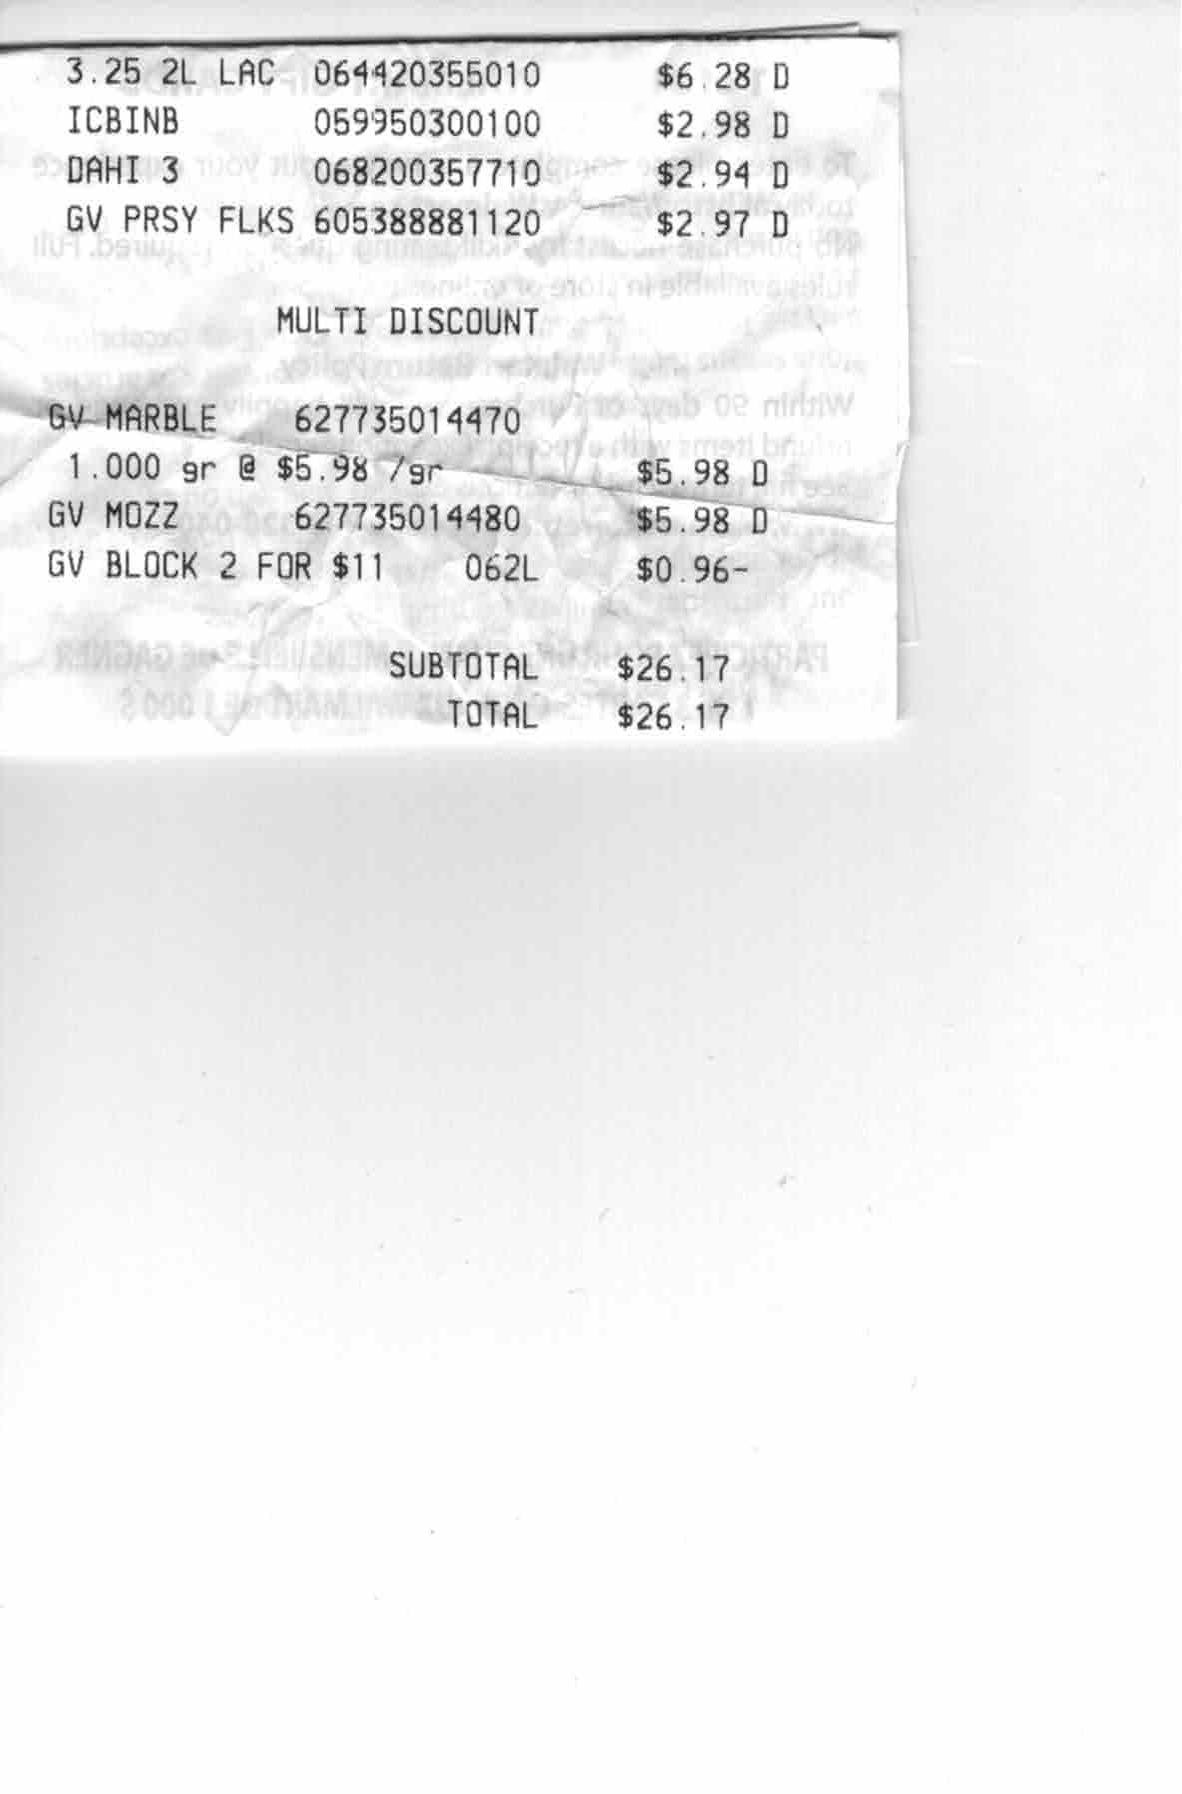 3.25 2L LAC 064420355010 $6.28 D
ICBINB 059950300100 $2.98 D
DAHI 3 068200357710 $2.94 D
GV PRSY FLKS 605388881120 $2.97 D
MULTI DISCOUNT
GV MARBLE 627735014470
1.000 gr @ $5.98 /gr $5.98 D
GV MOZZ 627735014480 $5.98 D
GV BLOCK 2 FOR $11 062L $0.96-
SUBTOTAL $26.17
TOTAL $26.17